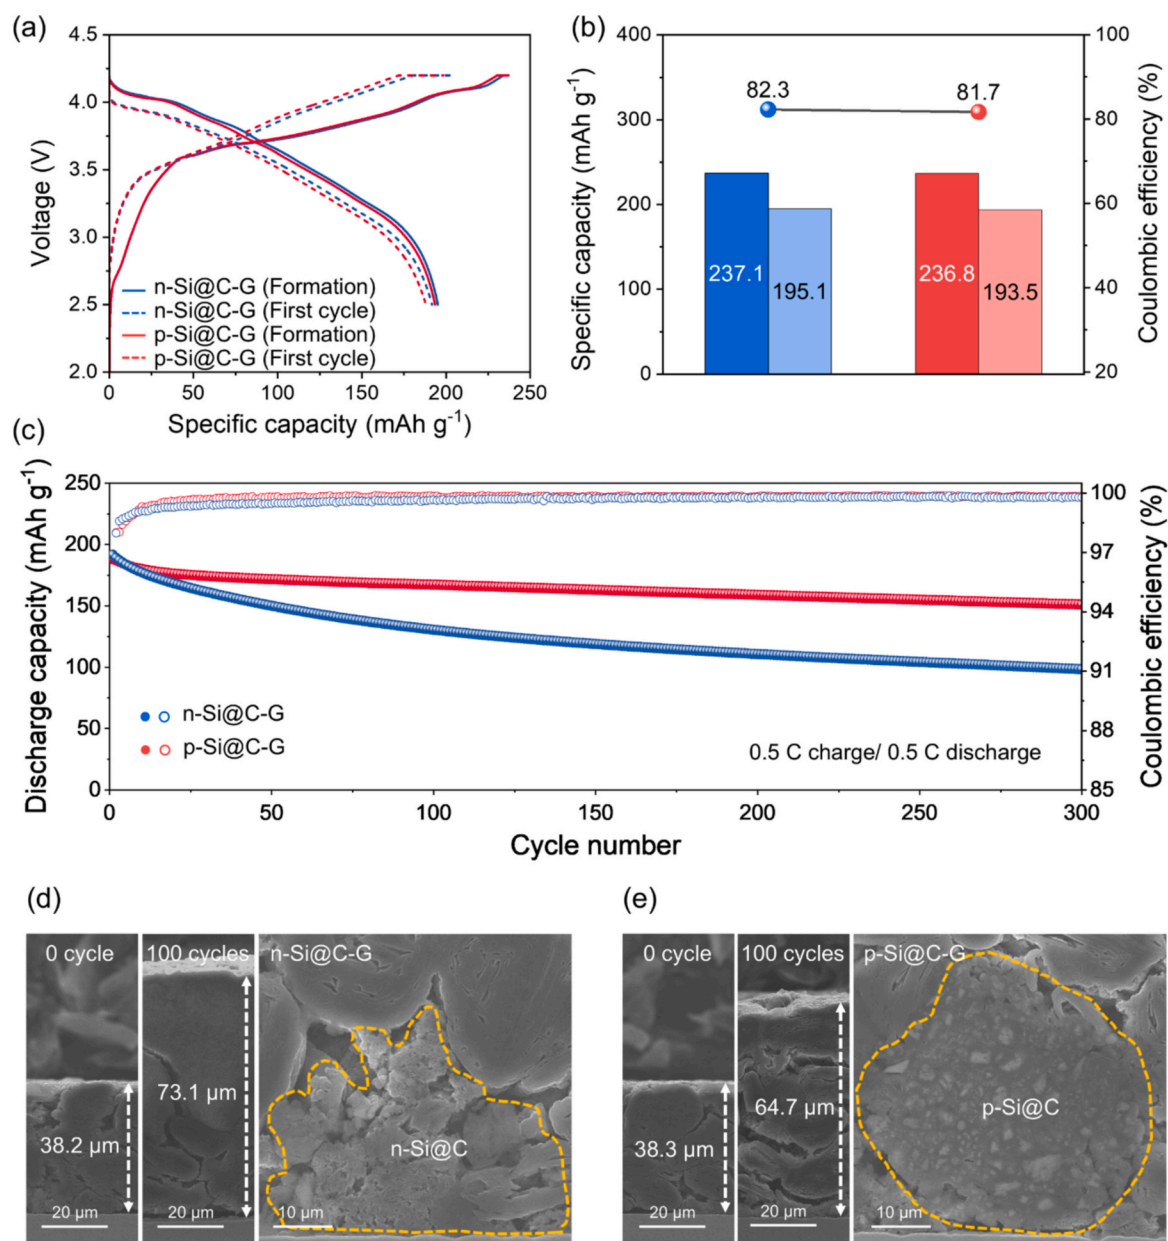 (a)
4.0
3.5
3.0
2.5
2.0
Voltage (V)
n-Si@C-G (Formation)
n-Si@C-G (First cycle)
p-Si@C-G (Formation)
p-Si@C-G (First cycle)
0 50 100 150 200 250
Specific capacity (mAh g⁻¹)
(b)
400
300
200
100
0
Specific capacity (mAh g⁻¹)
82.3
81.7
237.1
195.1
236.8
193.5
100
80
60
40
20
Coulombic efficiency (%)
(c)
250
200
150
100
50
0
Discharge capacity (mAh g⁻¹)
n-Si@C-G
p-Si@C-G
0.5 C charge/ 0.5 C discharge
100
97
94
91
88
85
Coulombic efficiency (%)
0 50 100 150 200 250 300
Cycle number
(d)
0 cycle
38.2 µm
20 µm
100 cycles
73.1 µm
20 µm
n-Si@C-G
n-Si@C
10 µm
(e)
0 cycle
38.3 µm
20 µm
100 cycles
64.7 µm
20 µm
p-Si@C-G
p-Si@C
10 µm